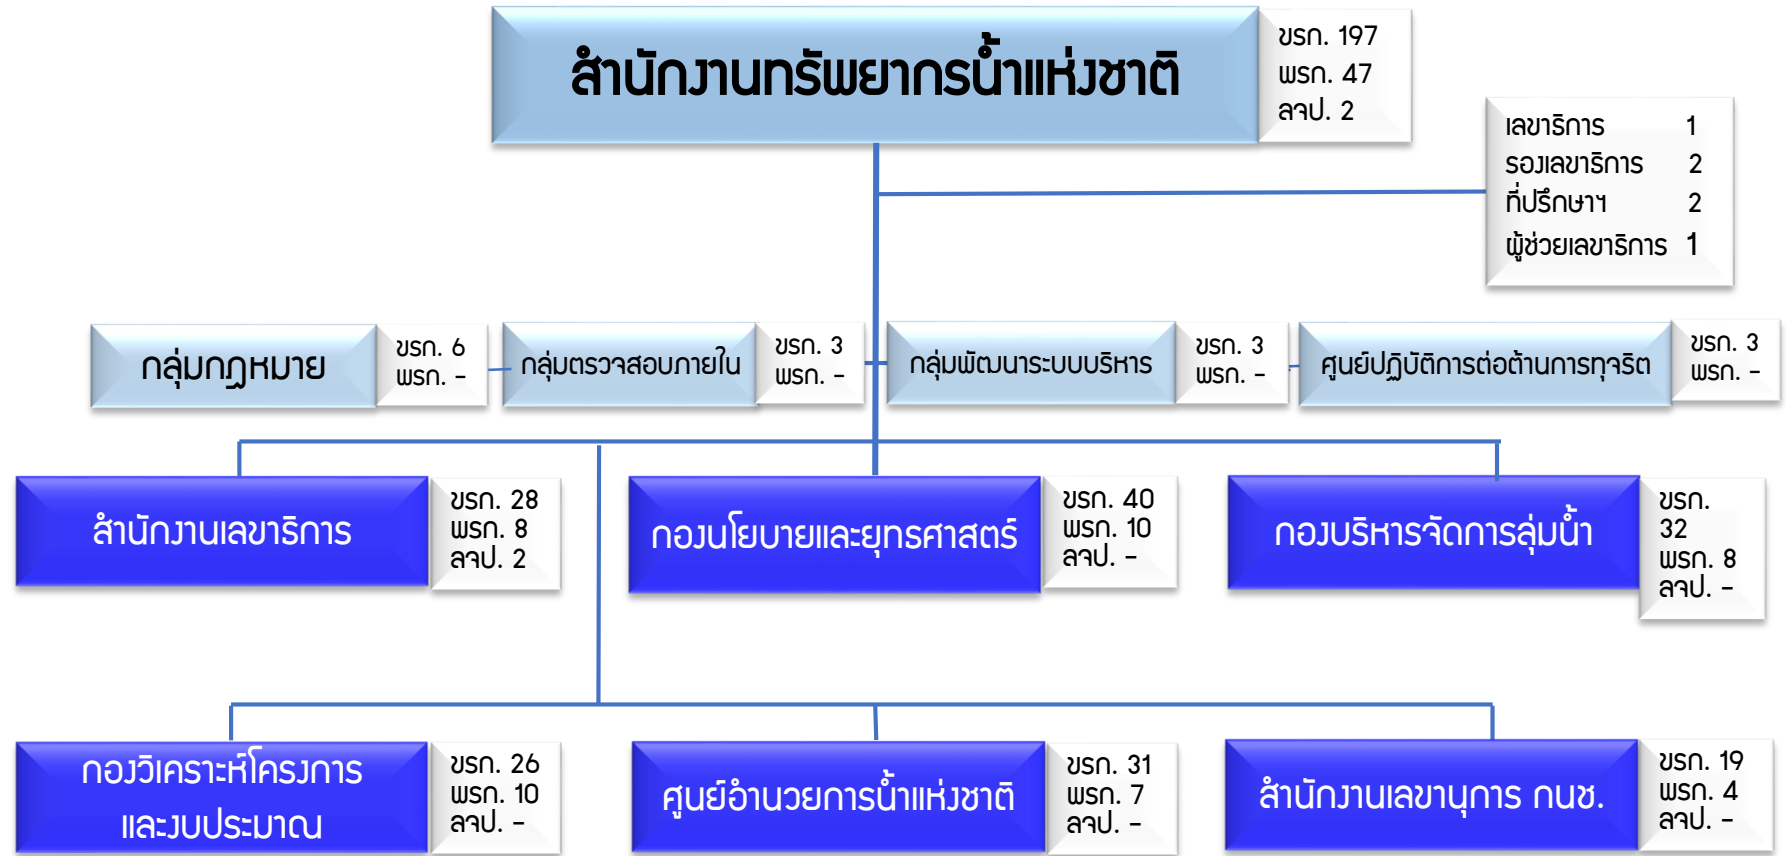 สำนักงานทรัพยากรน้ำแห่งชาติ
ขรก. 197
พรก. 47
ลจป. 2
เลขาธิการ 1
รองเลขาธิการ 2
ที่ปรึกษาฯ 2
ผู้ช่วยเลขาธิการ 1
กลุ่มกฎหมาย
ขรก. 6
พรก. -
กลุ่มตรวจสอบภายใน
ขรก. 3
พรก. -
กลุ่มพัฒนาระบบบริหาร
ขรก. 3
พรก. -
ศูนย์ปฏิบัติการต่อต้านการทุจริต
ขรก. 3
พรก. -
สำนักงานเลขาธิการ
ขรก. 28
พรก. 8
ลจป. 2
กองนโยบายและยุทธศาสตร์
ขรก. 40
พรก. 10
ลจป. -
กองบริหารจัดการลุ่มน้ำ
ขรก.
32
พรก. 8
ลจป. -
กองวิเคราะห์โครงการ
และงบประมาณ
ขรก. 26
พรก. 10
ลจป. -
ศูนย์อำนวยการน้ำแห่งชาติ
ขรก. 31
พรก. 7
ลจป. -
สำนักงานเลขานุการ กนช.
ขรก. 19
พรก. 4
ลจป. -